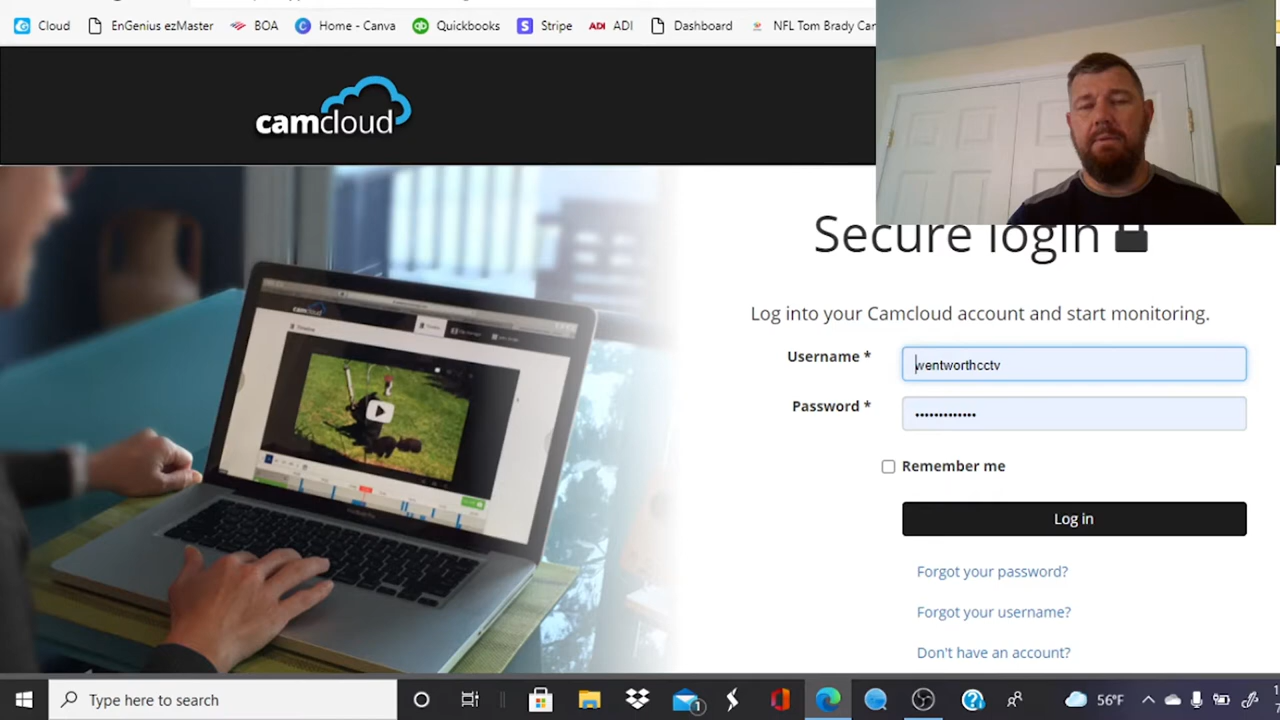 Cloud EnGenius ezMaster BOA Home - Canva Quickbooks Stripe ADI ADI Dashboard NFL Tom Brady
camcloud
Secure login
Log into your Camcloud account and start monitoring.
Username *
wentworthcctv
Password *
•••••••••••••
Remember me
Log in
Forgot your password?
Forgot your username?
Don't have an account?
Type here to search
1
56°F